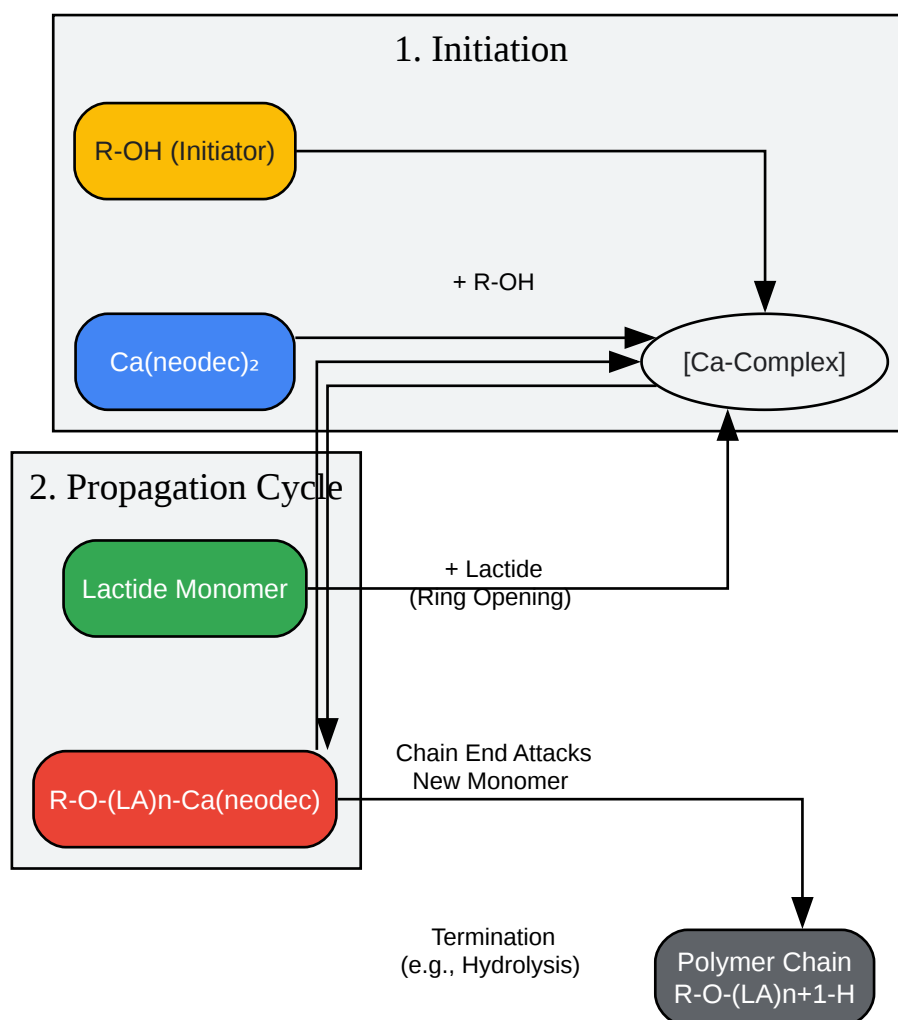 1. Initiation
R-OH (Initiator)
+ R-OH
Ca(neodec)₂
[Ca-Complex]
2. Propagation Cycle
Lactide Monomer
+ Lactide
(Ring Opening)
R-O-(LA)n-Ca(neodec)
Chain End Attacks
New Monomer
Termination
(e.g., Hydrolysis)
Polymer Chain
R-O-(LA)n+1-H